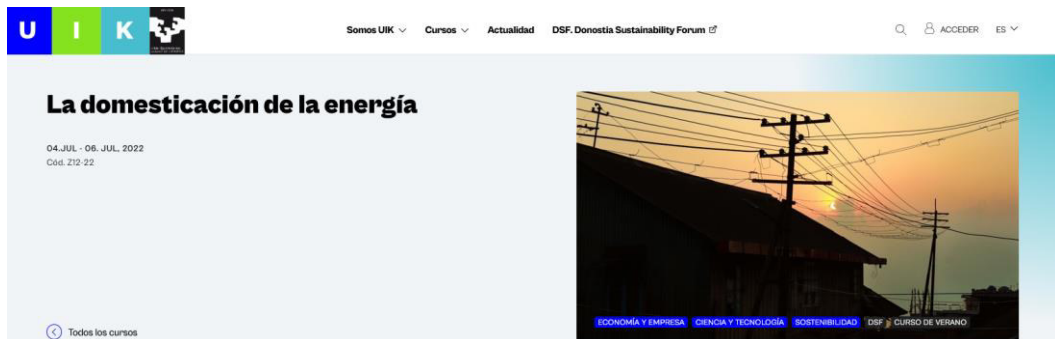 U I K
Somos UIK Cursos Actualidad DSF. Donostia Sustainability Forum ACCEDER ES
La domesticación de la energía
04.JUL - 06. JUL, 2022
Cód. Z12-22
Todos los cursos
ECONOMÍA Y EMPRESA CIENCIA Y TECNOLOGÍA SOSTENIBILIDAD DSF CURSO DE VERANO